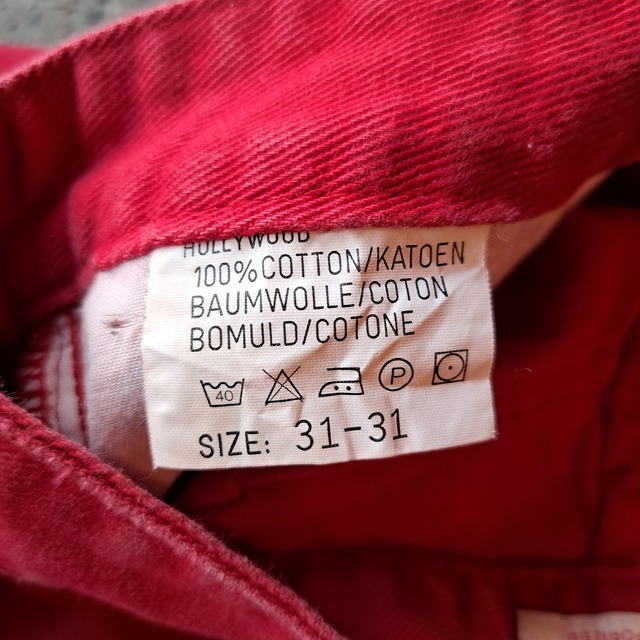 HOLLYWOOD
100% COTTON/KATOEN
BAUMWOLLE/COTON
BOMULD/COTONE
40 P
SIZE: 31-31